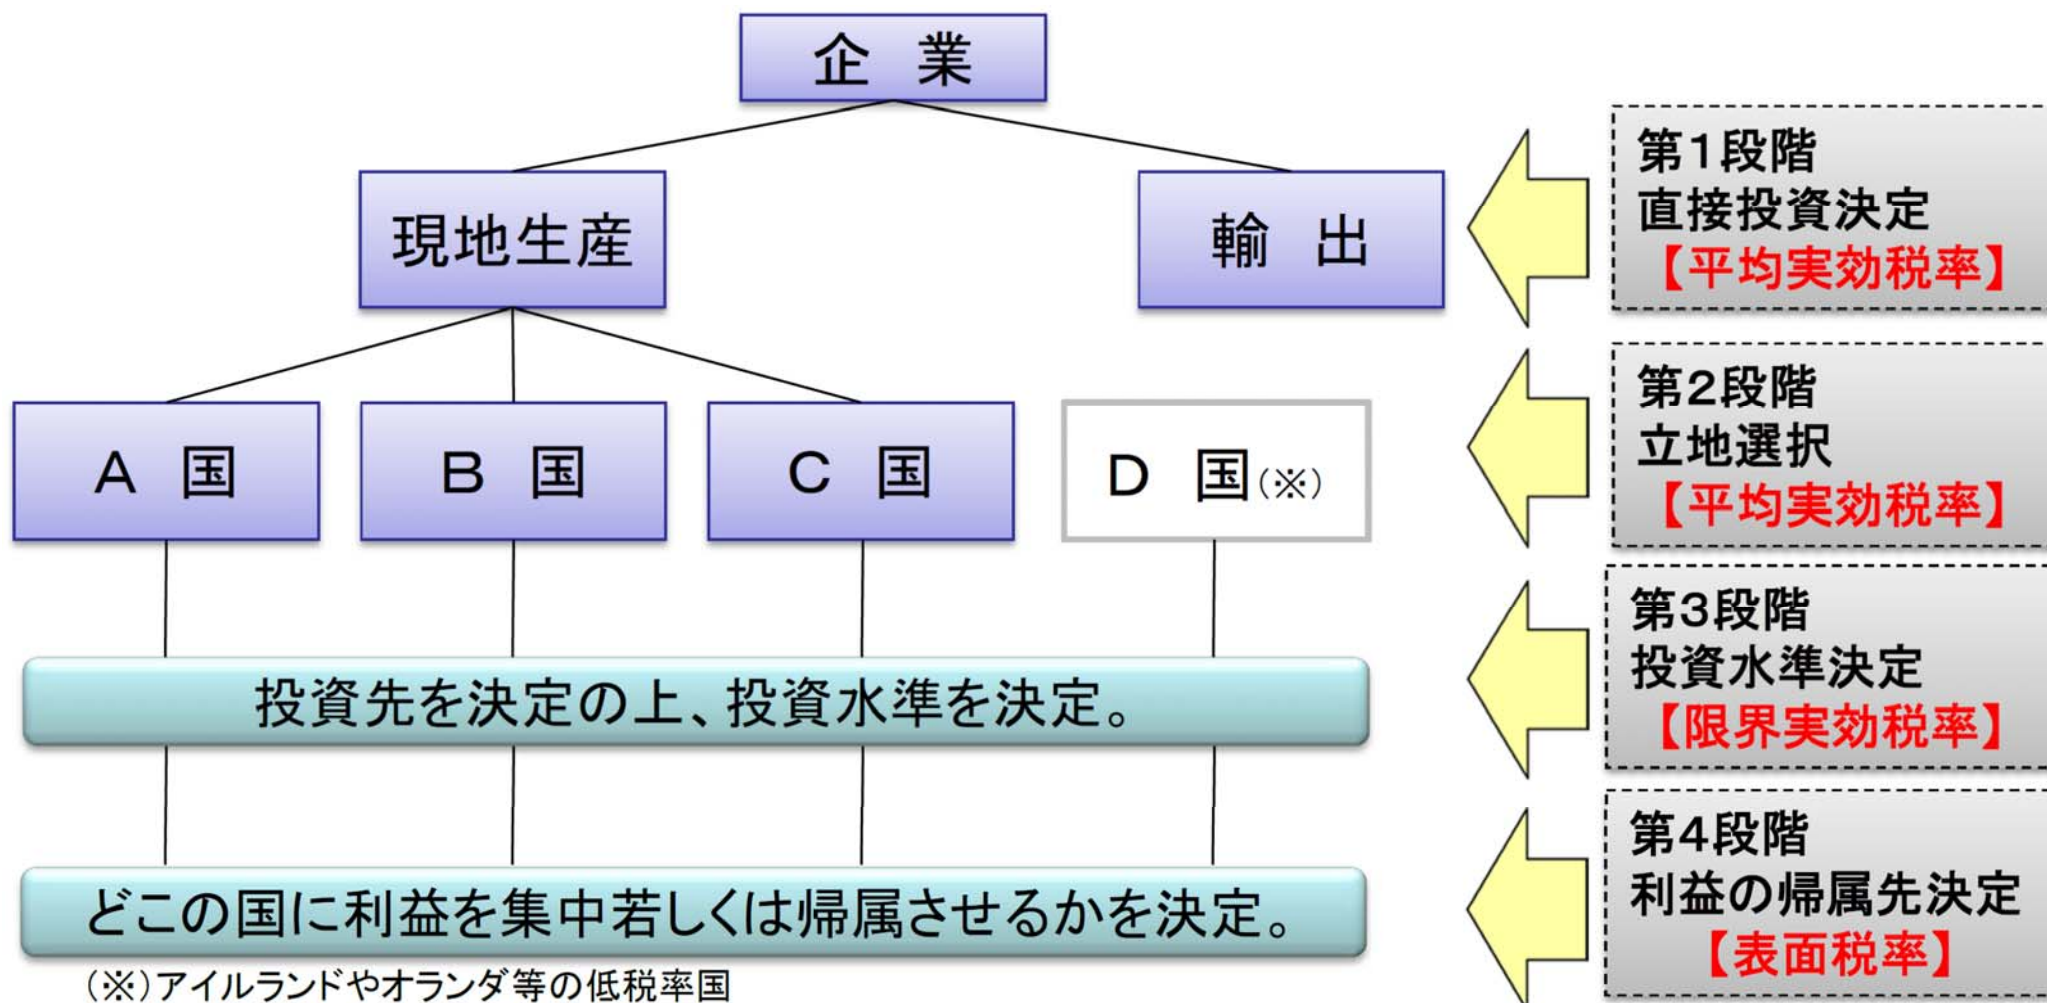 企　業
現地生産
輸　出
第１段階
直接投資決定
【平均実効税率】
A　国
B　国
C　国
D　国(※)
第２段階
立地選択
【平均実効税率】
投資先を決定の上、投資水準を決定。
第３段階
投資水準決定
【限界実効税率】
どこの国に利益を集中若しくは帰属させるかを決定。
第４段階
利益の帰属先決定
【表面税率】
(※)アイルランドやオランダ等の低税率国